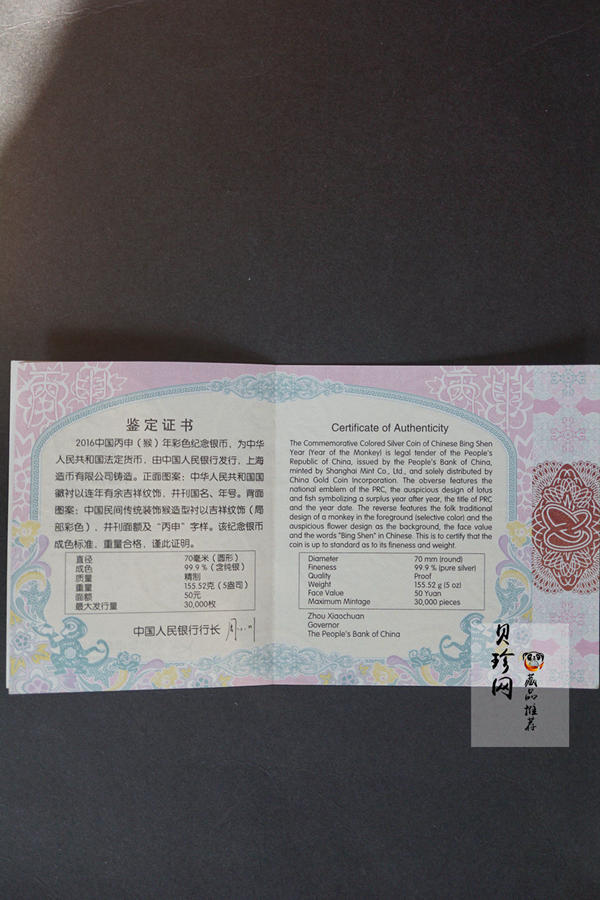 鉴定证书
2016中国丙申（猴）年彩色纪念银币，为中华
人民共和国法定货币，由中国人民银行发行，上海
造币有限公司铸造。正面图案：中华人民共和国国
徽衬以连年有余吉祥纹饰，并刊国名、年号。背面
图案：中国民间传统装饰猴造型衬以吉祥纹饰（局
部彩色），并刊面额及“丙申”字样。该纪念银币
成色标准、重量合格，谨此证明。
直径 70毫米（圆形）
成色 99.9％（含纯银）
质量 精制
重量 155.52克（5盎司）
面额 50元
最大发行量 30,000枚
中国人民银行行长
Certificate of Authenticity
The Commemorative Colored Silver Coin of Chinese Bing Shen
Year (Year of the Monkey) is legal tender of the People's
Republic of China, issued by the People's Bank of China,
minted by Shanghai Mint Co., Ltd., and solely distributed by
China Gold Coin Incorporation. The obverse features the
national emblem of the PRC, the auspicious design of lotus
and fish symbolizing a surplus year after year, the title of PRC
and the year date. The reverse features the folk traditional
design of a monkey in the foreground (selective color) and the
auspicious flower design as the background, the face value
and the words "Bing Shen" in Chinese. This is to certify that the
coin is up to standard as to its fineness and weight.
Diameter 70 mm (round)
Fineness 99.9 % (pure silver)
Quality Proof
Weight 155.52 g (5 oz)
Face Value 50 Yuan
Maximum Mintage 30,000 pieces
Zhou Xiaochuan
Governor
The People's Bank of China
贝珍网
藏品推荐